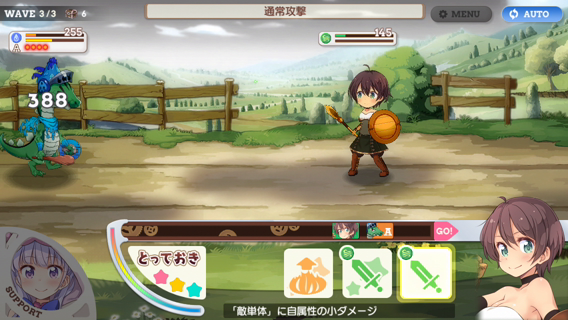 WAVE 3/3
6
通常攻撃
MENU
AUTO
255
A
145
388
A
GO!
とっておき
SUPPORT
「敵単体」に自属性の小ダメージ